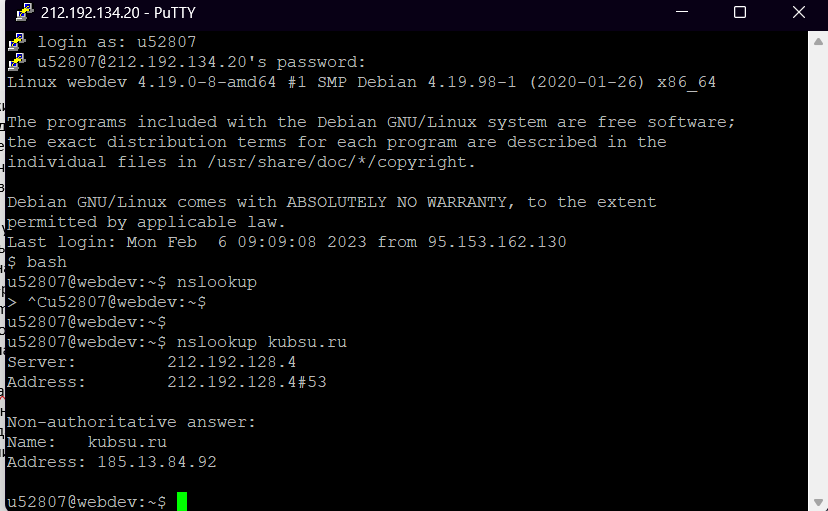 212.192.134.20 - PuTTY
login as: u52807
u52807@212.192.134.20's password:
Linux webdev 4.19.0-8-amd64 #1 SMP Debian 4.19.98-1 (2020-01-26) x86_64
The programs included with the Debian GNU/Linux system are free software;
the exact distribution terms for each program are described in the
individual files in /usr/share/doc/*/copyright.
Debian GNU/Linux comes with ABSOLUTELY NO WARRANTY, to the extent
permitted by applicable law.
Last login: Mon Feb  6 09:09:08 2023 from 95.153.162.130
$ bash
u52807@webdev:~$ nslookup
> ^Cu52807@webdev:~$
u52807@webdev:~$
u52807@webdev:~$ nslookup kubsu.ru
Server:         212.192.128.4
Address:        212.192.128.4#53
Non-authoritative answer:
Name:   kubsu.ru
Address: 185.13.84.92
u52807@webdev:~$